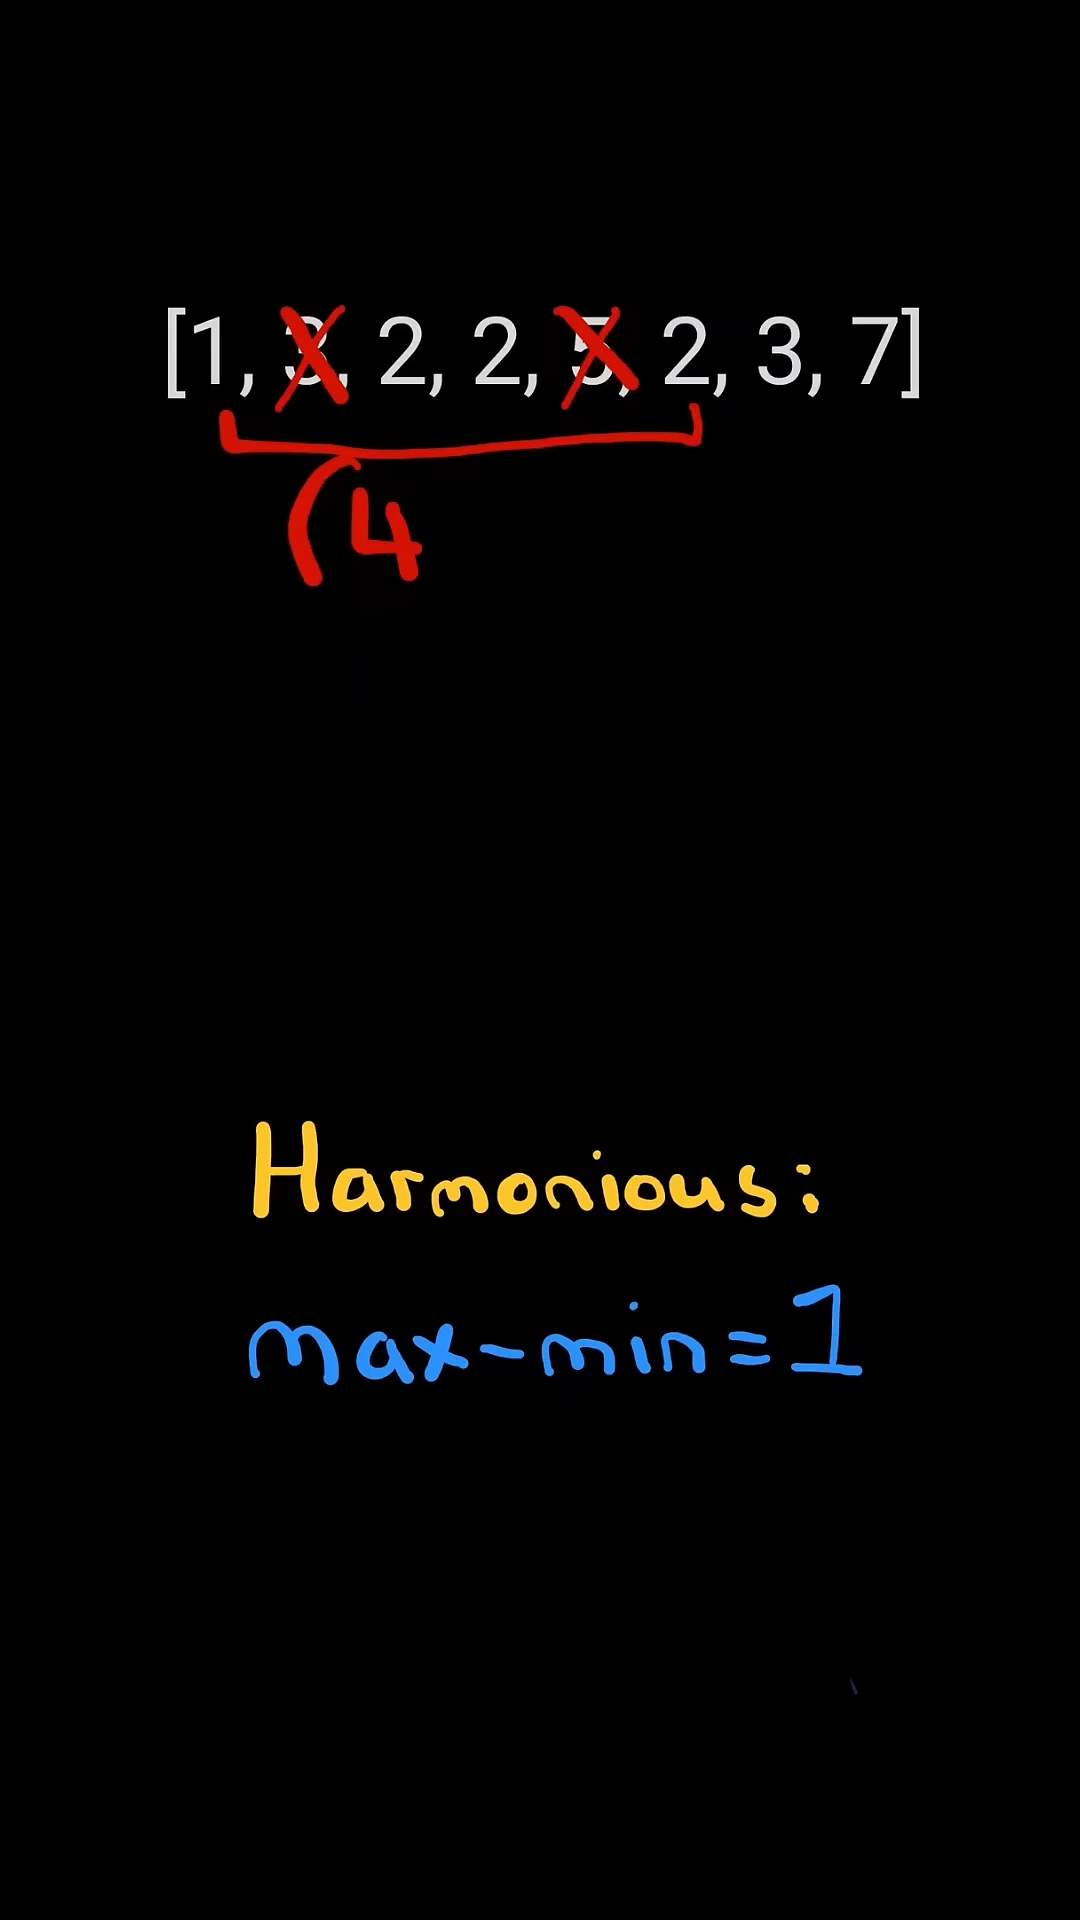 [1, 3, 2, 2, 5, 2, 3, 7]
(4
Harmonious:
max-min=1